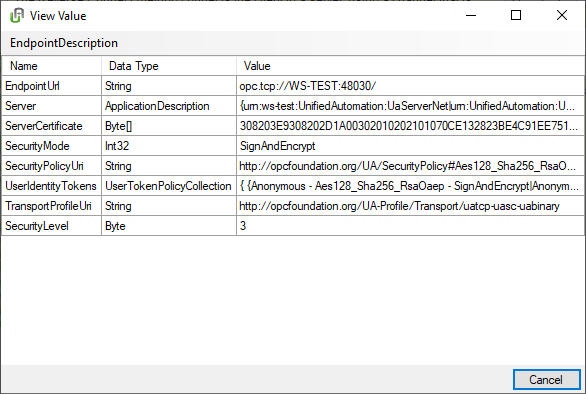 View Value
EndpointDescription
Name Data Type Value
EndpointUrl String opc.tcp://WS-TEST:48030/
Server ApplicationDescription {urn:ws-test:UnifiedAutomation:UaServerNet|urn:UnifiedAutomation:U...
ServerCertificate Byte[] 308203E9308202D1A00302010202101070CE132823BE4C91EE751...
SecurityMode Int32 SignAndEncrypt
SecurityPolicyUri String http://opcfoundation.org/UA/SecurityPolicy#Aes128_Sha256_RsaO...
UserIdentityTokens UserTokenPolicyCollection { {Anonymous - Aes128_Sha256_RsaOaep - SignAndEncrypt|Anonym...
TransportProfileUri String http://opcfoundation.org/UA-Profile/Transport/uatcp-uasc-uabinary
SecurityLevel Byte 3
Cancel